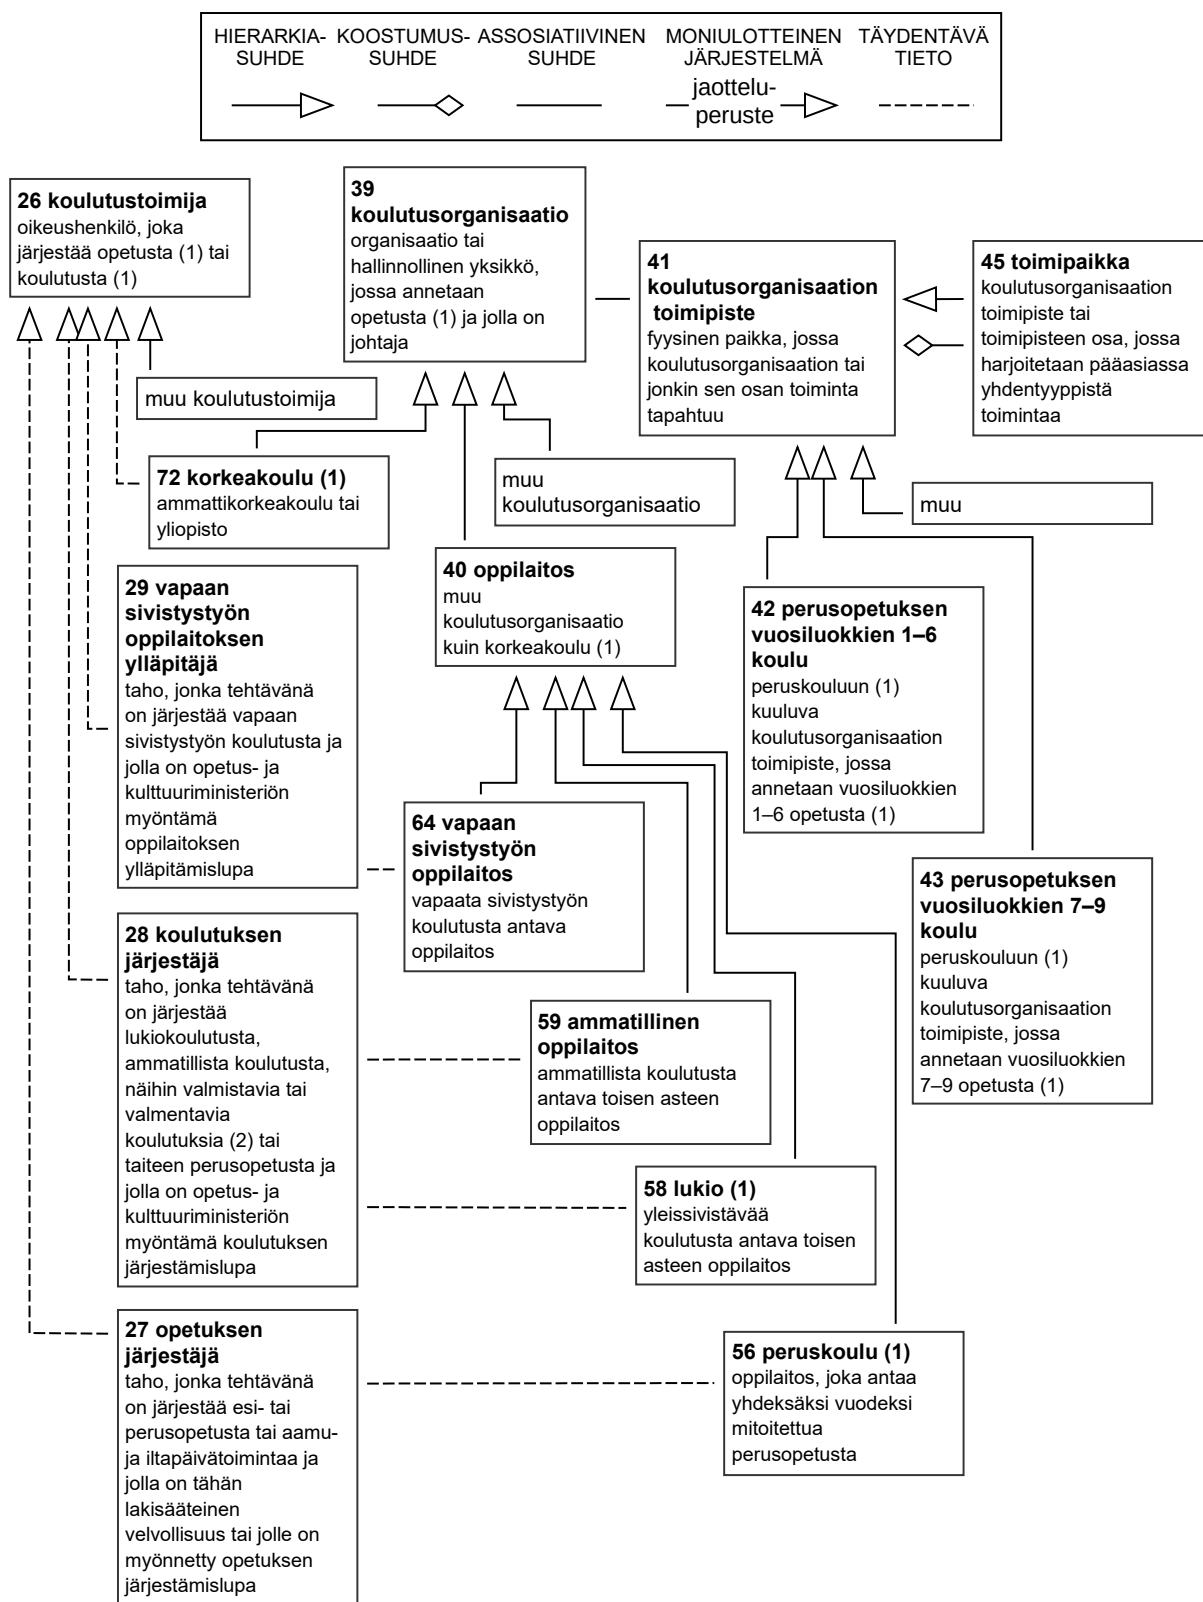 HIERARKIA-
SUHDE
KOOSTUMUS-
SUHDE
ASSOSIATIIVINEN
SUHDE
MONIULOTTEINEN
JÄRJESTELMÄ
TÄYDENTÄVÄ
TIETO
jaottelu-
peruste
26 koulutustoimija
oikeushenkilö, joka
järjestää opetusta (1) tai
koulutusta (1)
39
koulutusorganisaatio
organisaatio tai
hallinnollinen yksikkö,
jossa annetaan
opetusta (1) ja jolla on
johtaja
41
koulutusorganisaation
toimipiste
fyysinen paikka, jossa
koulutusorganisaation tai
jonkin sen osan toiminta
tapahtuu
45 toimipaikka
koulutusorganisaation
toimipiste tai
toimipisteen osa, jossa
harjoitetaan pääasiassa
yhdentyyppistä
toimintaa
muu koulutustoimija
72 korkeakoulu (1)
ammattikorkeakoulu tai
yliopisto
muu
koulutusorganisaatio
muu
40 oppilaitos
muu
koulutusorganisaatio
kuin korkeakoulu (1)
29 vapaan
sivistystyön
oppilaitoksen
ylläpitäjä
taho, jonka tehtävänä
on järjestää vapaan
sivistystyön koulutusta ja
jolla on opetus- ja
kulttuuriministeriön
myöntämä
oppilaitoksen
ylläpitämislupa
42 perusopetuksen
vuosiluokkien 1–6
koulu
peruskouluun (1)
kuuluva
koulutusorganisaation
toimipiste, jossa
annetaan vuosiluokkien
1–6 opetusta (1)
64 vapaan
sivistystyön
oppilaitos
vapaata sivistystyön
koulutusta antava
oppilaitos
43 perusopetuksen
vuosiluokkien 7–9
koulu
peruskouluun (1)
kuuluva
koulutusorganisaation
toimipiste, jossa
annetaan vuosiluokkien
7–9 opetusta (1)
28 koulutuksen
järjestäjä
taho, jonka tehtävänä
on järjestää
lukiokoulutusta,
ammatillista koulutusta,
näihin valmistavia tai
valmentavia
koulutuksia (2) tai
taiteen perusopetusta ja
jolla on opetus- ja
kulttuuriministeriön
myöntämä koulutuksen
järjestämislupa
59 ammatillinen
oppilaitos
ammatillista koulutusta
antava toisen asteen
oppilaitos
58 lukio (1)
yleissivistävää
koulutusta antava toisen
asteen oppilaitos
27 opetuksen
järjestäjä
taho, jonka tehtävänä
on järjestää esi- tai
perusopetusta tai aamu-
ja iltapäivätoimintaa ja
jolla on tähän
lakisääteinen
velvollisuus tai jolle on
myönnetty opetuksen
järjestämislupa
56 peruskoulu (1)
oppilaitos, joka antaa
yhdeksäksi vuodeksi
mitoitettua
perusopetusta